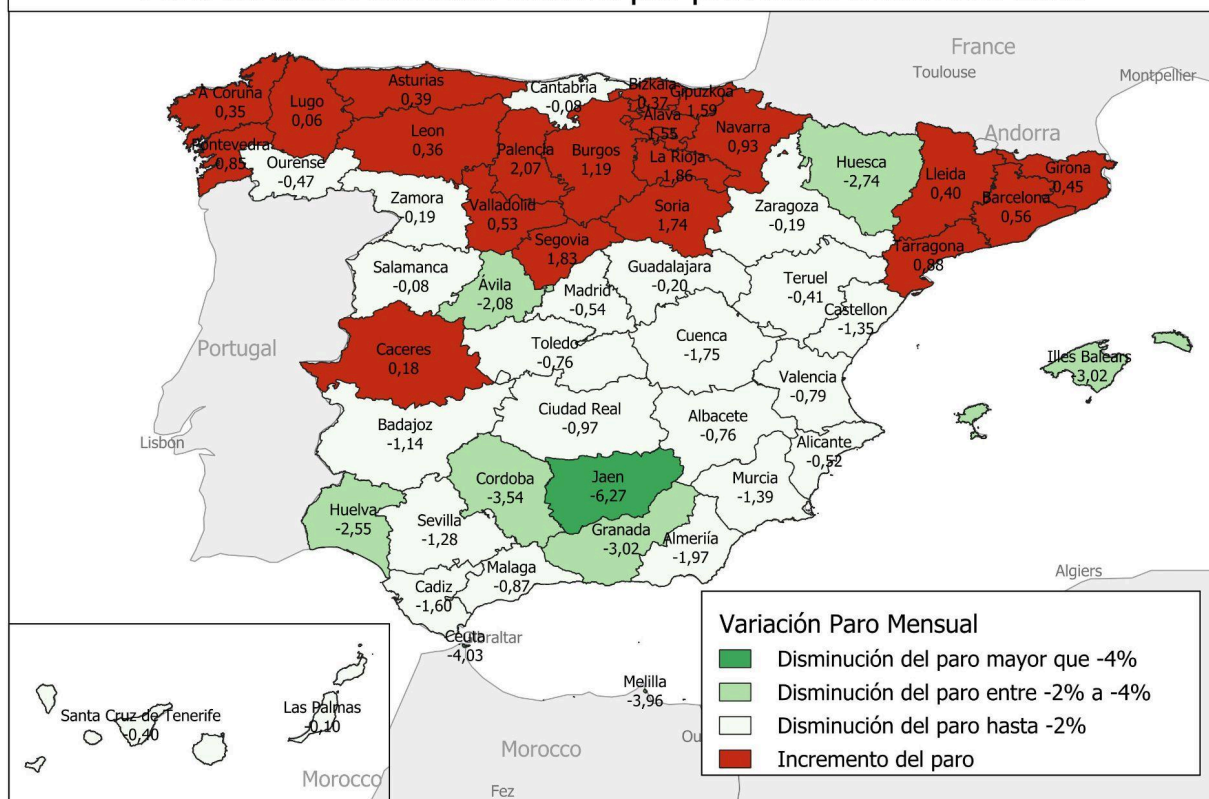 France
Toulouse
Montpellier
Andorra
A Coruña
0,35
Lugo
0,06
Asturias
0,39
Cantabria
-0,08
Bizkaia
0,37
Gipuzkoa
1,59
Alava
1,55
Navarra
0,93
Pontevedra
0,85
Ourense
-0,47
Leon
0,36
Palencia
2,07
Burgos
1,19
La Rioja
1,86
Huesca
-2,74
Lleida
0,40
Girona
0,45
Barcelona
0,56
Tarragona
0,88
Zamora
-0,19
Valladolid
0,53
Soria
1,74
Zaragoza
-0,19
Segovia
1,83
Salamanca
-0,08
Ávila
-2,08
Madrid
-0,54
Guadalajara
-0,20
Teruel
-0,41
Castellon
-1,35
Portugal
Lisbon
Caceres
0,18
Toledo
-0,76
Cuenca
-1,75
Valencia
-0,79
Illes Balears
-3,02
Badajoz
-1,14
Ciudad Real
-0,97
Albacete
-0,76
Alicante
-0,52
Huelva
-2,55
Sevilla
-1,28
Cordoba
-3,54
Jaen
-6,27
Murcia
-1,39
Granada
-3,02
Almeriía
-1,97
Cadiz
-1,60
Malaga
-0,87
Algiers
Ceuta
-4,03
Gibraltar
Melilla
-3,96
Ou
Morocco
Fez
Santa Cruz de Tenerife
-0,40
Las Palmas
-0,10
Morocco
Variación Paro Mensual
Disminución del paro mayor que -4%
Disminución del paro entre -2% a -4%
Disminución del paro hasta -2%
Incremento del paro